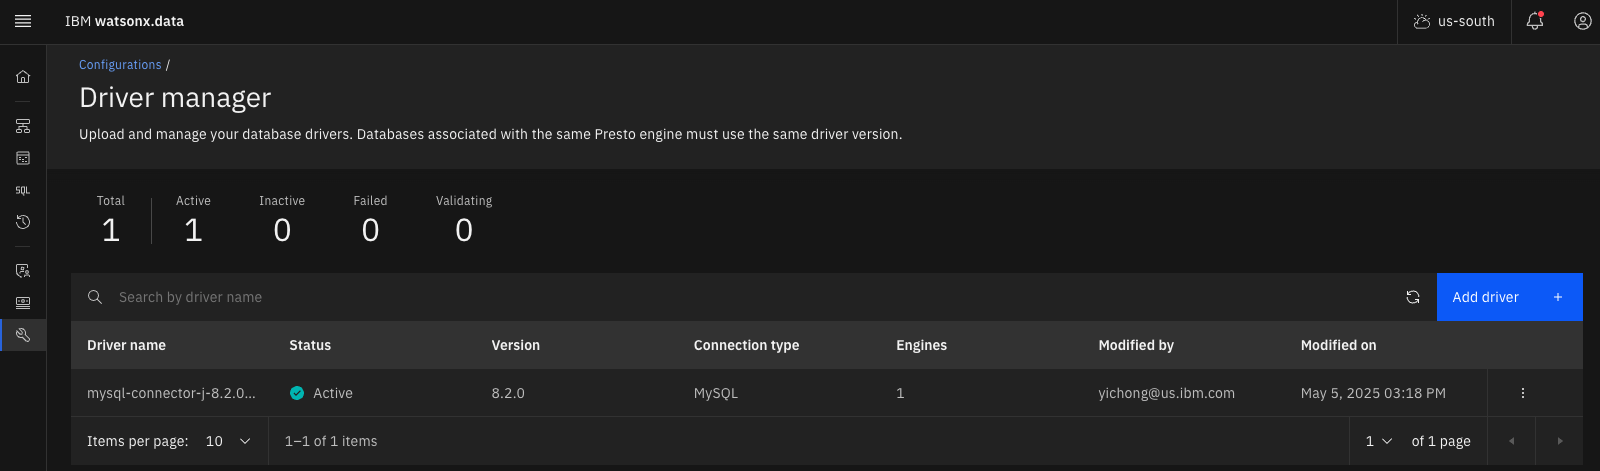 IBM watsonx.data
us-south
Configurations /
Driver manager
Upload and manage your database drivers. Databases associated with the same Presto engine must use the same driver version.
Total Active Inactive Failed Validating
1 1 0 0 0
SQL
Search by driver name
Add driver +
Driver name Status Version Connection type Engines Modified by Modified on
mysql-connector-j-8.2.0... Active 8.2.0 MySQL 1 yichong@us.ibm.com May 5, 2025 03:18 PM
Items per page: 10 1–1 of 1 items 1 of 1 page